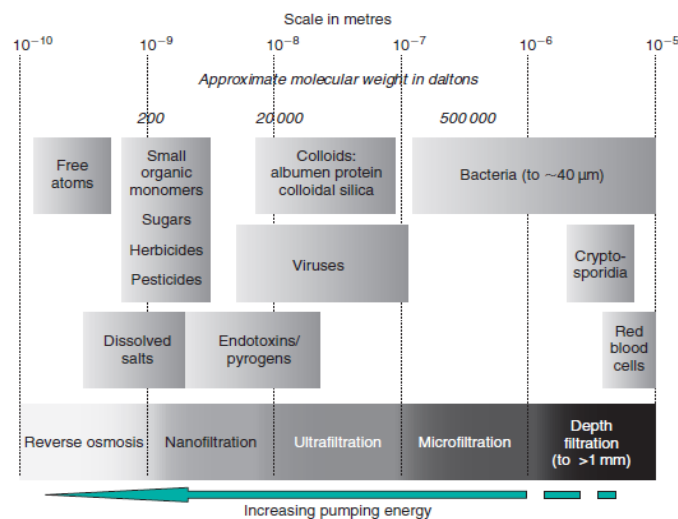 Scale in metres
10⁻¹⁰ 10⁻⁹ 10⁻⁸ 10⁻⁷ 10⁻⁶ 10⁻⁵
Approximate molecular weight in daltons
200 20 000 500 000
Free
atoms
Small
organic
monomers
Sugars
Herbicides
Pesticides
Colloids:
albumen protein
colloidal silica
Bacteria (to ~40 μm)
Viruses
Crypto-
sporidia
Dissolved
salts
Endotoxins/
pyrogens
Red
blood
cells
Reverse osmosis
Nanofiltration
Ultrafiltration
Microfiltration
Depth
filtration
(to >1 mm)
Increasing pumping energy